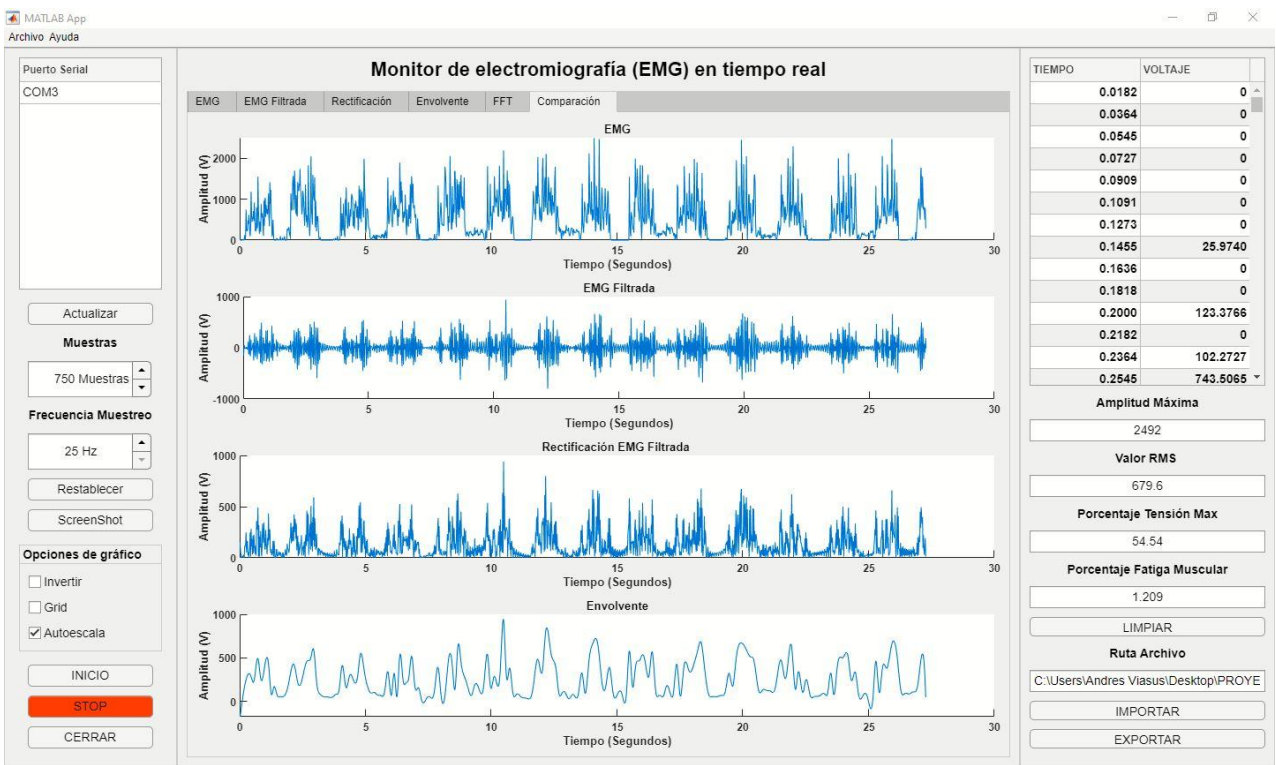 MATLAB App
Archivo Ayuda
Puerto Serial
COM3
Actualizar
Muestras
750 Muestras
Frecuencia Muestreo
25 Hz
Restablecer
ScreenShot
Opciones de gráfico
Invertir
Grid
Autoescala
INICIO
STOP
CERRAR
Monitor de electromiografía (EMG) en tiempo real
EMG EMG Filtrada Rectificación Envolvente FFT Comparación
EMG
Amplitud (V)
2000
1000
0
0 5 10 15 20 25 30
Tiempo (Segundos)
EMG Filtrada
Amplitud (V)
1000
0
-1000
0 5 10 15 20 25 30
Tiempo (Segundos)
Rectificación EMG Filtrada
Amplitud (V)
1000
500
0
0 5 10 15 20 25 30
Tiempo (Segundos)
Envolvente
Amplitud (V)
1000
500
0
0 5 10 15 20 25 30
Tiempo (Segundos)
TIEMPO VOLTAJE
0.0182 0
0.0364 0
0.0545 0
0.0727 0
0.0909 0
0.1091 0
0.1273 0
0.1455 25.9740
0.1636 0
0.1818 0
0.2000 123.3766
0.2182 0
0.2364 102.2727
0.2545 743.5065
Amplitud Máxima
2492
Valor RMS
679.6
Porcentaje Tensión Max
54.54
Porcentaje Fatiga Muscular
1.209
LIMPIAR
Ruta Archivo
C:\Users\Andres Viasus\Desktop\PROYE
IMPORTAR
EXPORTAR